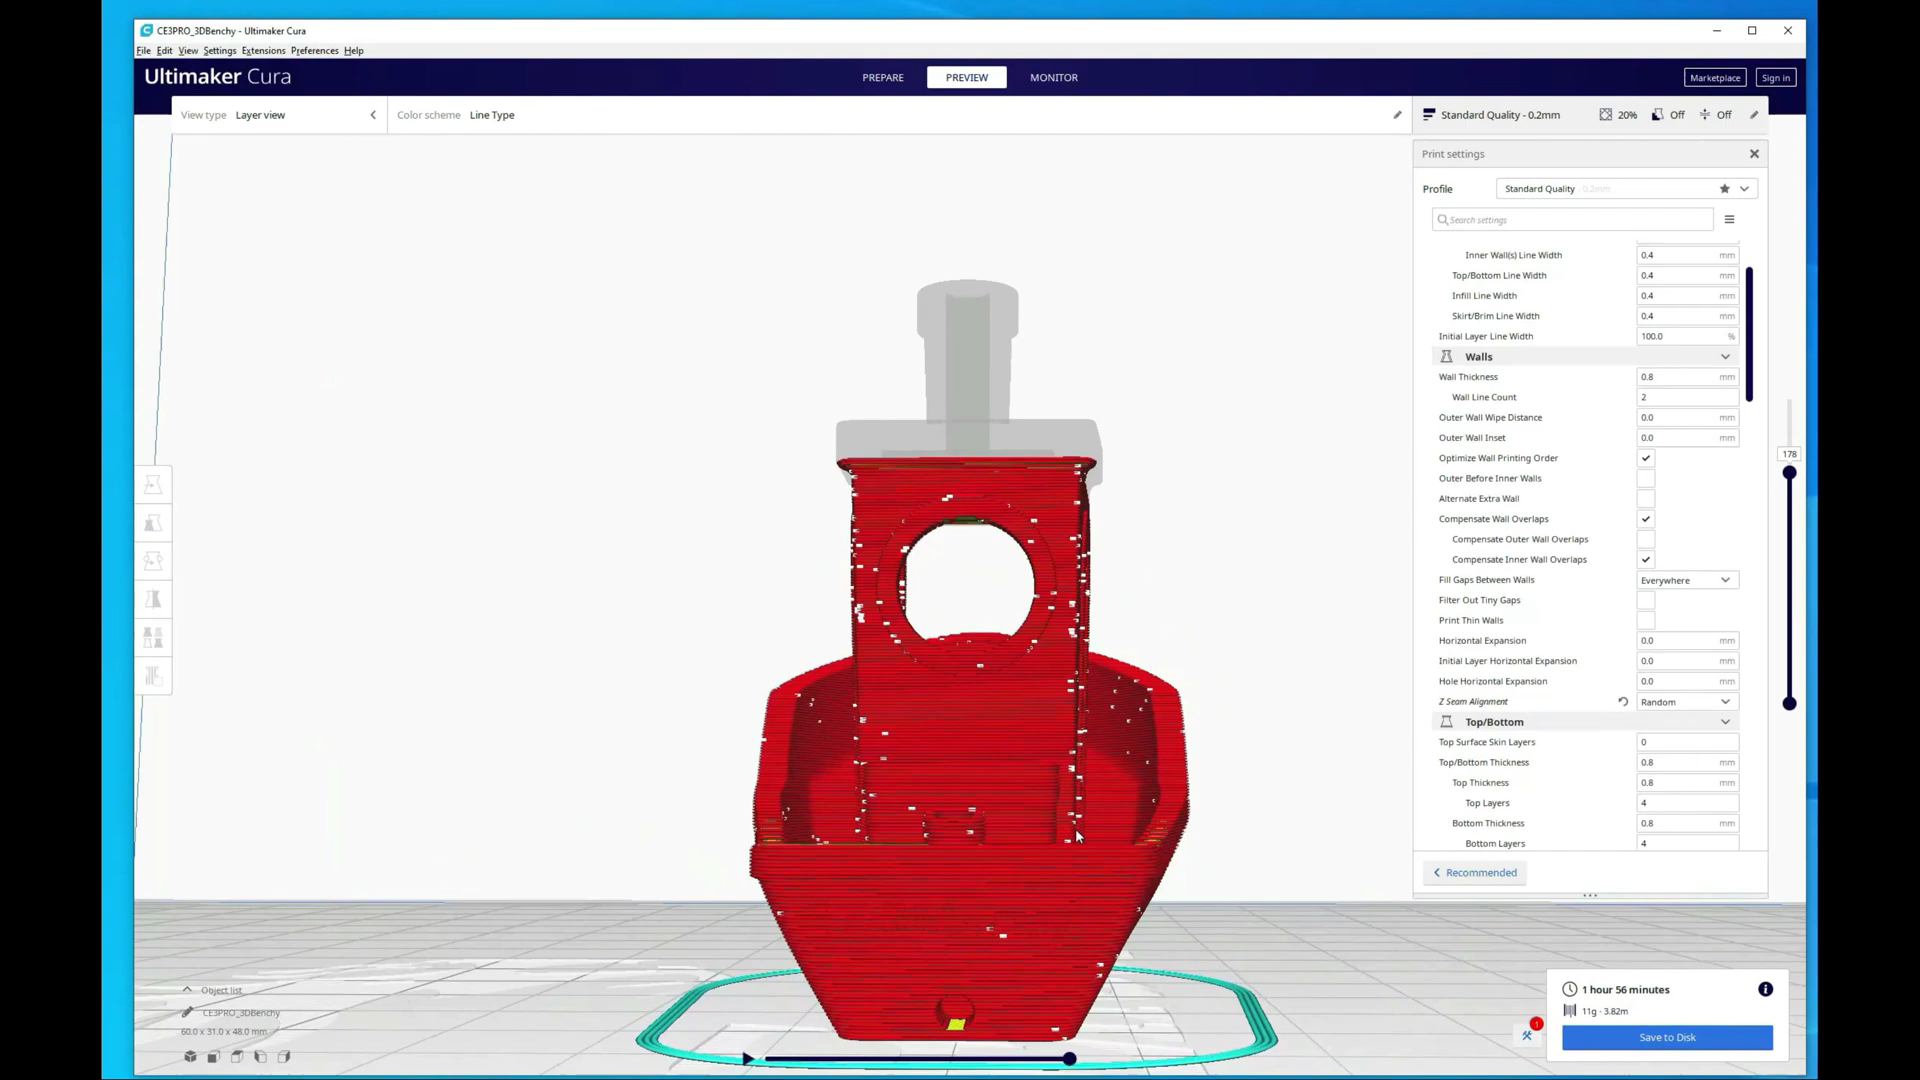 CE3PRO_3DBenchy - Ultimaker Cura
File Edit View Settings Extensions Preferences Help
Ultimaker Cura
PREPARE
PREVIEW
MONITOR
Marketplace
Sign in
View type Layer view
Color scheme Line Type
Standard Quality - 0.2mm
20%
Off
Off
Print settings
Profile
Standard Quality - 0.2mm
Search settings
Inner Wall(s) Line Width 0.4 mm
Top/Bottom Line Width 0.4 mm
Infill Line Width 0.4 mm
Skirt/Brim Line Width 0.4 mm
Initial Layer Line Width 100.0 %
Walls
Wall Thickness 0.8 mm
Wall Line Count 2
Outer Wall Wipe Distance 0.0 mm
Outer Wall Inset 0.0 mm
Optimize Wall Printing Order
Outer Before Inner Walls
Alternate Extra Wall
Compensate Wall Overlaps
Compensate Outer Wall Overlaps
Compensate Inner Wall Overlaps
Fill Gaps Between Walls Everywhere
Filter Out Tiny Gaps
Print Thin Walls
Horizontal Expansion 0.0 mm
Initial Layer Horizontal Expansion 0.0 mm
Hole Horizontal Expansion 0.0 mm
Z Seam Alignment Random
Top/Bottom
Top Surface Skin Layers 0
Top/Bottom Thickness 0.8 mm
Top Thickness 0.8 mm
Top Layers 4
Bottom Thickness 0.8 mm
Bottom Layers 4
Recommended
178
Object list
CE3PRO_3DBenchy
60.0 x 31.0 x 48.0 mm
1 hour 56 minutes
11g · 3.82m
1
Save to Disk